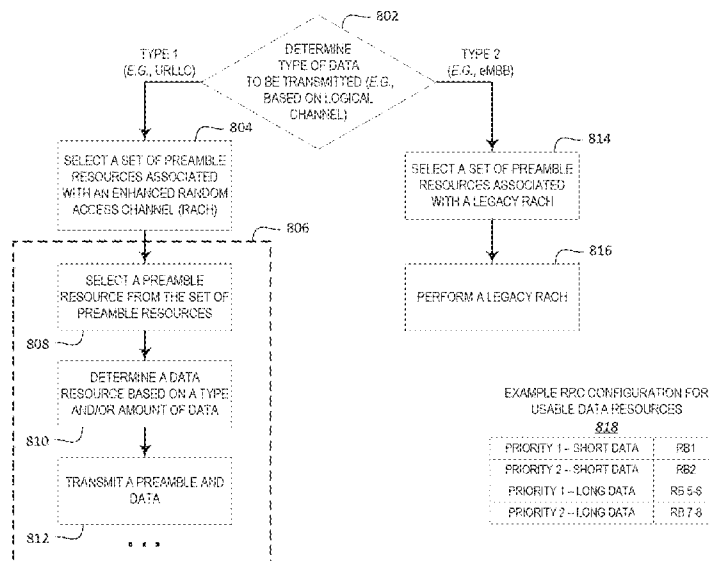 802
DETERMINE
TYPE OF DATA
TO BE TRANSMITTED (E.G.,
BASED ON LOGICAL
CHANNEL)
TYPE 1
(E.G., URLLC)
TYPE 2
(E.G., eMBB)
804
SELECT A SET OF PREAMBLE
RESOURCES ASSOCIATED
WITH AN ENHANCED RANDOM
ACCESS CHANNEL (RACH)
806
SELECT A PREAMBLE
RESOURCE FROM THE SET OF
PREAMBLE RESOURCES
808
DETERMINE A DATA
RESOURCE BASED ON A TYPE
AND/OR AMOUNT OF DATA
810
TRANSMIT A PREAMBLE AND
DATA
812
• • •
814
SELECT A SET OF PREAMBLE
RESOURCES ASSOCIATED
WITH A LEGACY RACH
816
PERFORM A LEGACY RACH
EXAMPLE RRC CONFIGURATION FOR
USABLE DATA RESOURCES
818
PRIORITY 1 – SHORT DATA RB1
PRIORITY 2 – SHORT DATA RB2
PRIORITY 1 – LONG DATA RB 5-6
PRIORITY 2 – LONG DATA RB 7-8